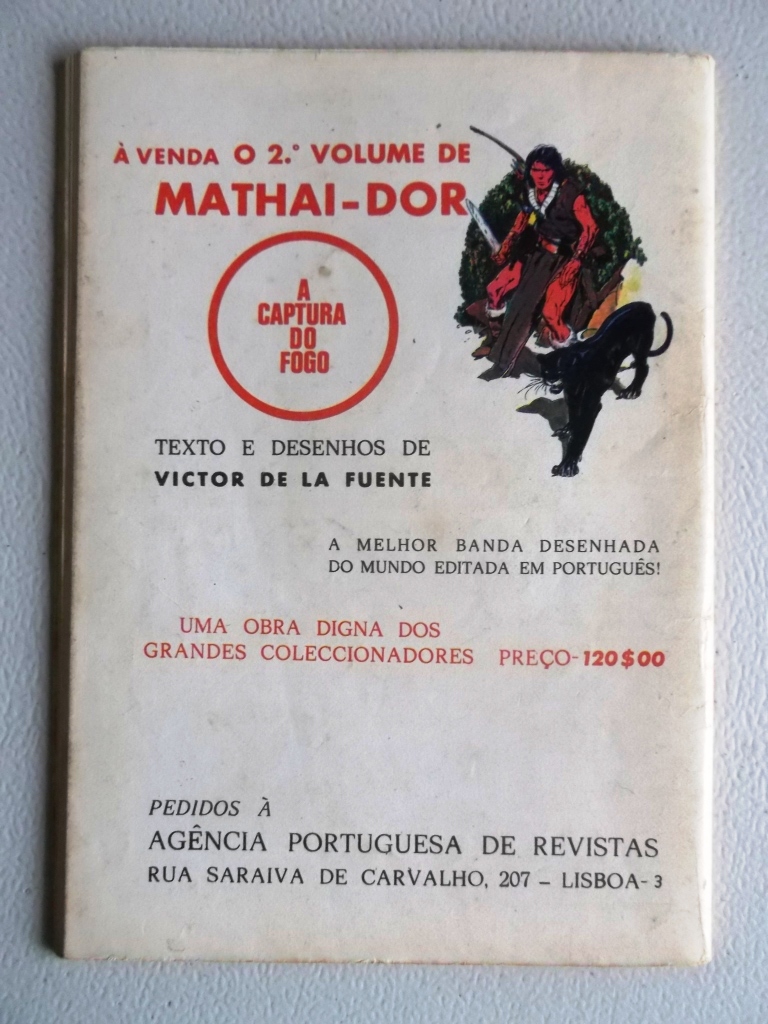 À VENDA O 2.º VOLUME DE
MATHAI-DOR
A
CAPTURA
DO
FOGO
TEXTO E DESENHOS DE
VICTOR DE LA FUENTE
A MELHOR BANDA DESENHADA
DO MUNDO EDITADA EM PORTUGUÊS!
UMA OBRA DIGNA DOS
GRANDES COLECCIONADORES PREÇO-120$00
PEDIDOS À
AGÊNCIA PORTUGUESA DE REVISTAS
RUA SARAIVA DE CARVALHO, 207 – LISBOA-3